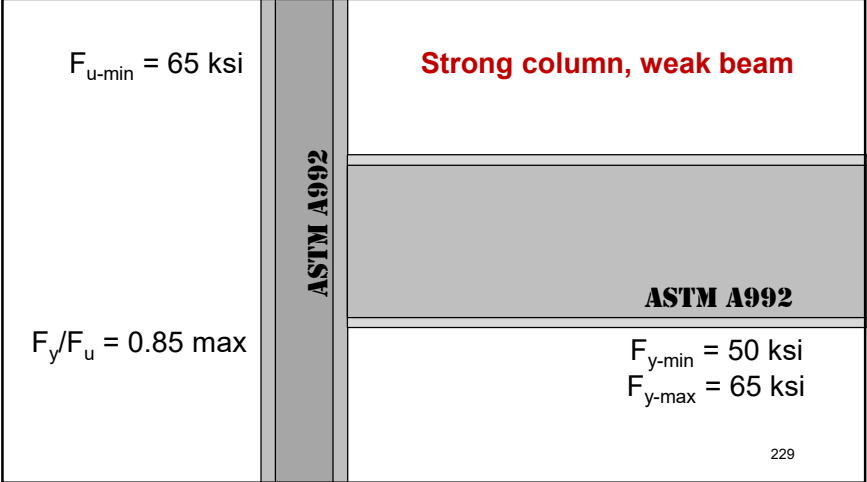 F_u-min = 65 ksi
Strong column, weak beam
ASTM A992
ASTM A992
F_y/F_u = 0.85 max
F_y-min = 50 ksi
F_y-max = 65 ksi
229